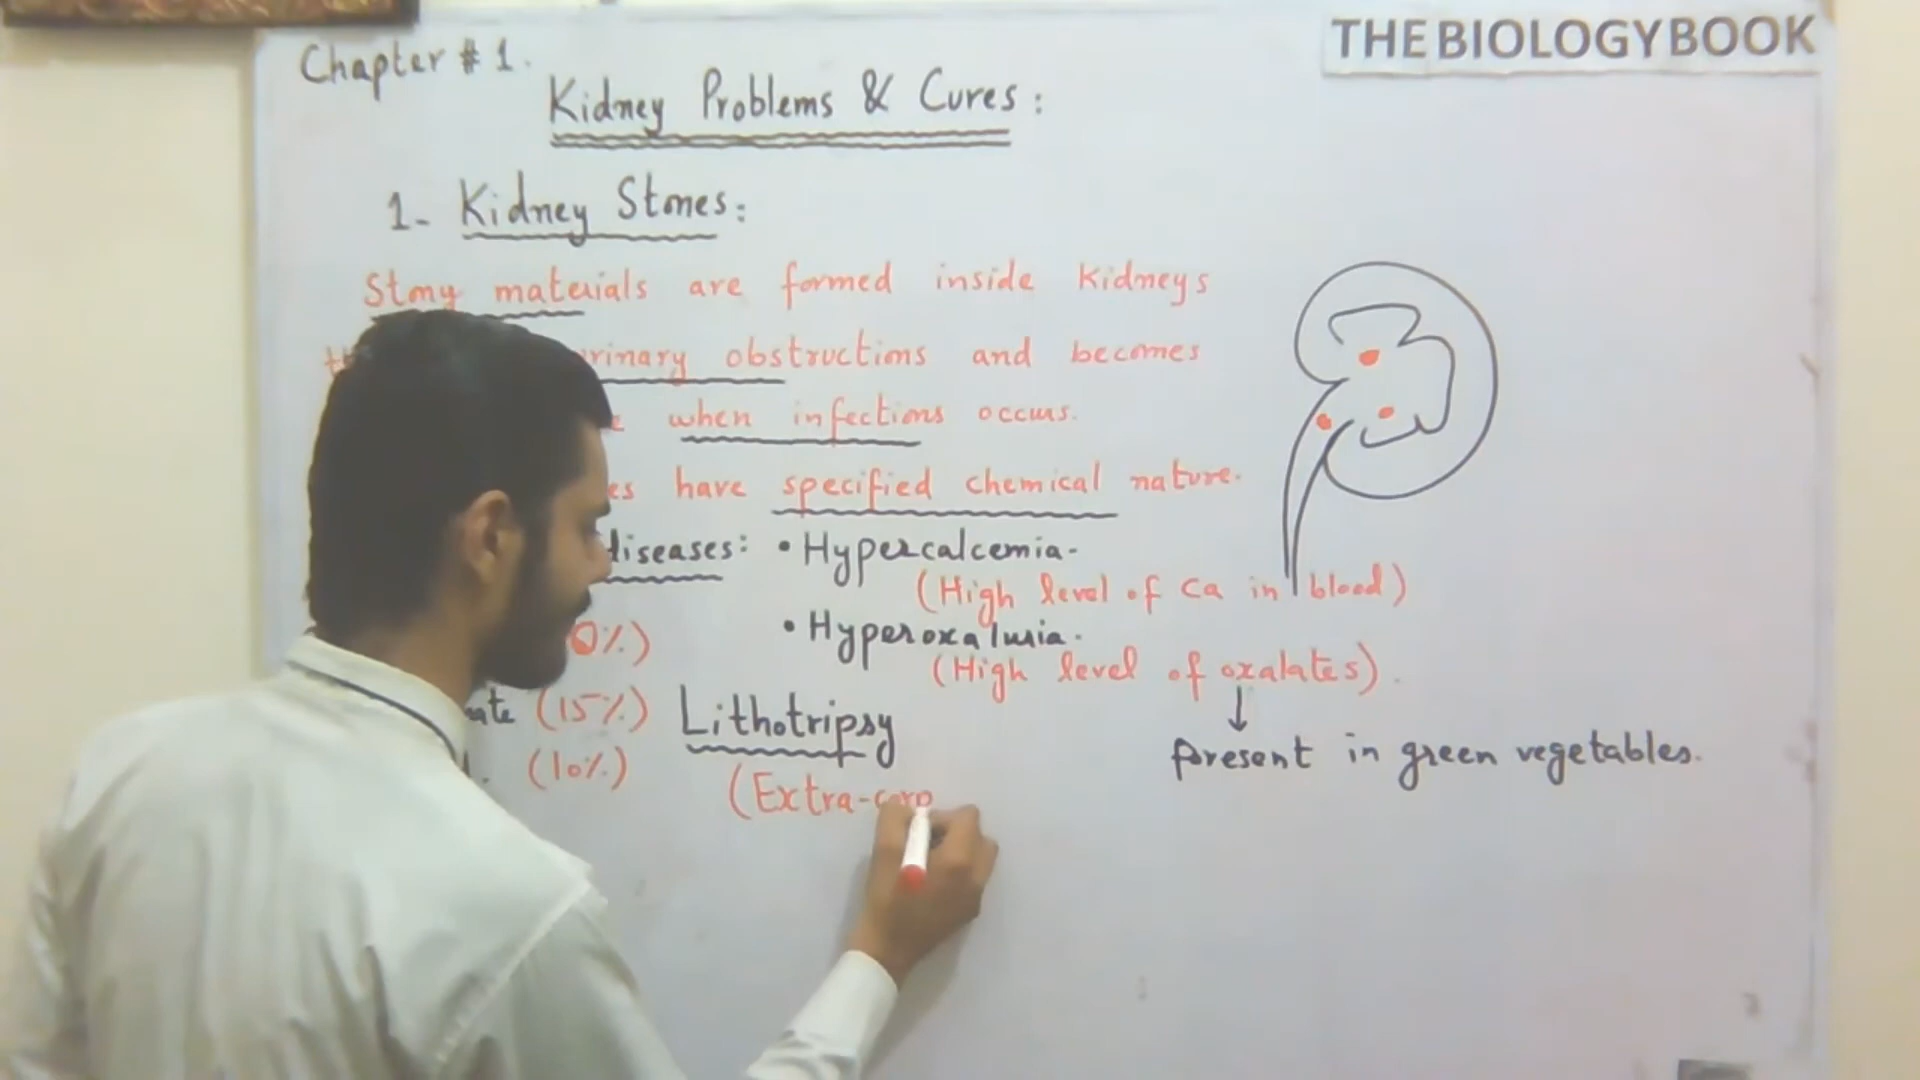 THE BIOLOGY BOOK
Chapter # 1.
Kidney Problems & Cures:
1- Kidney Stones:
Stony materials are formed inside Kidneys
urinary obstructions and becomes
when infections occurs.
have specified chemical nature.
diseases: • Hypercalcemia-
(High level of Ca in blood)
• Hyperoxaluria.
(High level of oxalates).
(15%) Lithotripsy
present in green vegetables.
(10%)
(Extra-corp